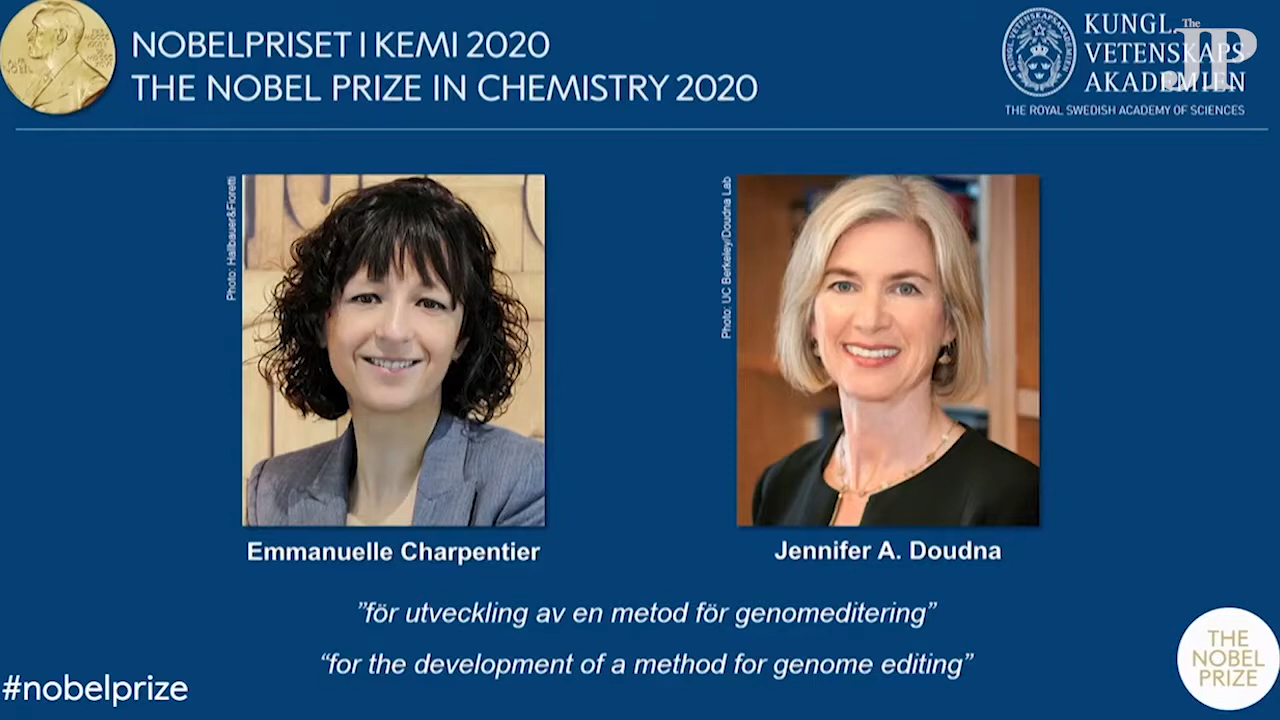 NOBELPRISET I KEMI 2020
THE NOBEL PRIZE IN CHEMISTRY 2020
KUNGL.
VETENSKAPS
AKADEMIEN
THE ROYAL SWEDISH ACADEMY OF SCIENCES
The
JP
Photo: Hallbauer&Fioretti
Photo: UC Berkeley/Doudna Lab
Emmanuelle Charpentier
Jennifer A. Doudna
”för utveckling av en metod för genomeditering”
“for the development of a method for genome editing”
#nobelprize
THE
NOBEL
PRIZE